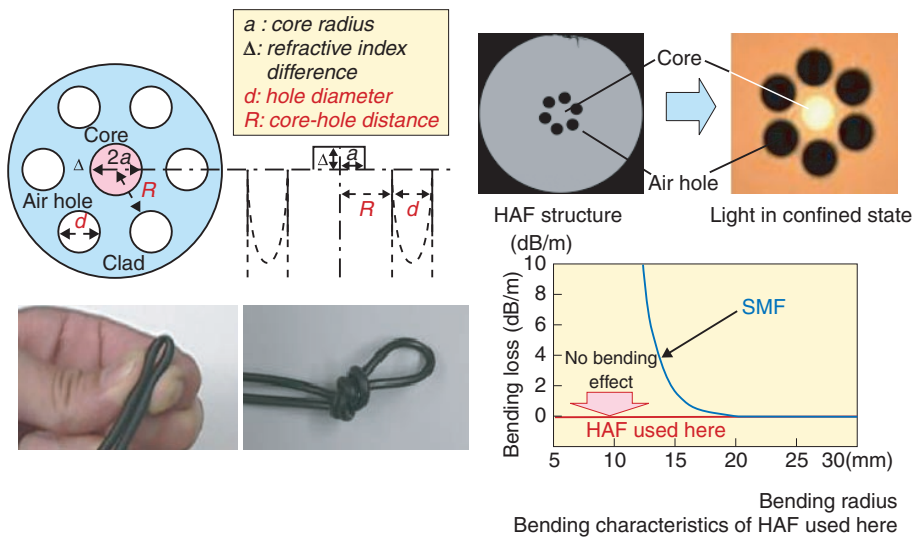 a : core radius
Δ: refractive index
difference
d: hole diameter
R: core-hole distance
Core
Δ
2a
R
Air hole
d
Clad
Δ
a
R
d
Core
Air hole
HAF structure
Light in confined state
(dB/m)
Bending loss (dB/m)
10
8
6
4
2
0
SMF
No bending
effect
HAF used here
5
10
15
20
25
30(mm)
Bending radius
Bending characteristics of HAF used here